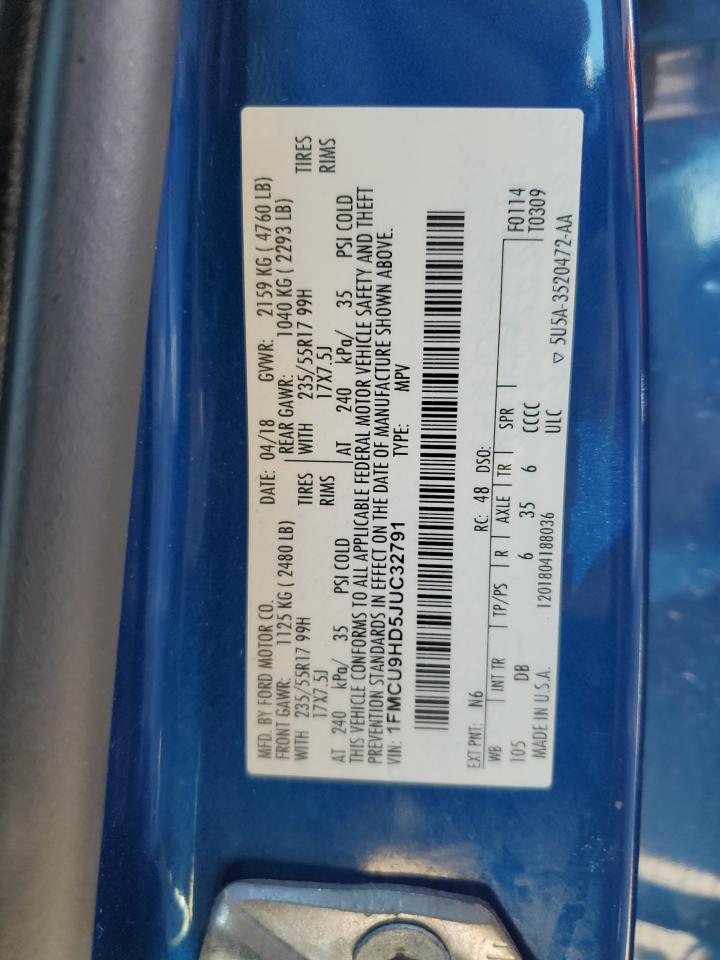 MFD. BY FORD MOTOR CO.
DATE: 04/18 GVWR: 2159 KG ( 4760 LB)
FRONT GAWR: 1125 KG ( 2480 LB)
REAR GAWR: 1040 KG ( 2293 LB)
WITH 235/55R17 99H TIRES
WITH 235/55R17 99H TIRES
17X7.5J RIMS
17X7.5J RIMS
AT 240 kPa/ 35 PSI COLD
AT 240 kPa/ 35 PSI COLD
THIS VEHICLE CONFORMS TO ALL APPLICABLE FEDERAL MOTOR VEHICLE SAFETY AND THEFT
PREVENTION STANDARDS IN EFFECT ON THE DATE OF MANUFACTURE SHOWN ABOVE.
VIN: 1FMCU9HD5JUC32791 TYPE: MPV
EXT PNT: N6 RC: 48 DSO:
WB INT TR TP/PS R AXLE TR SPR F0114
105 DB 6 35 6 CCCC T0309
MADE IN U.S.A. 1201804188036 ULC ▽ 5U5A-3520472-AA